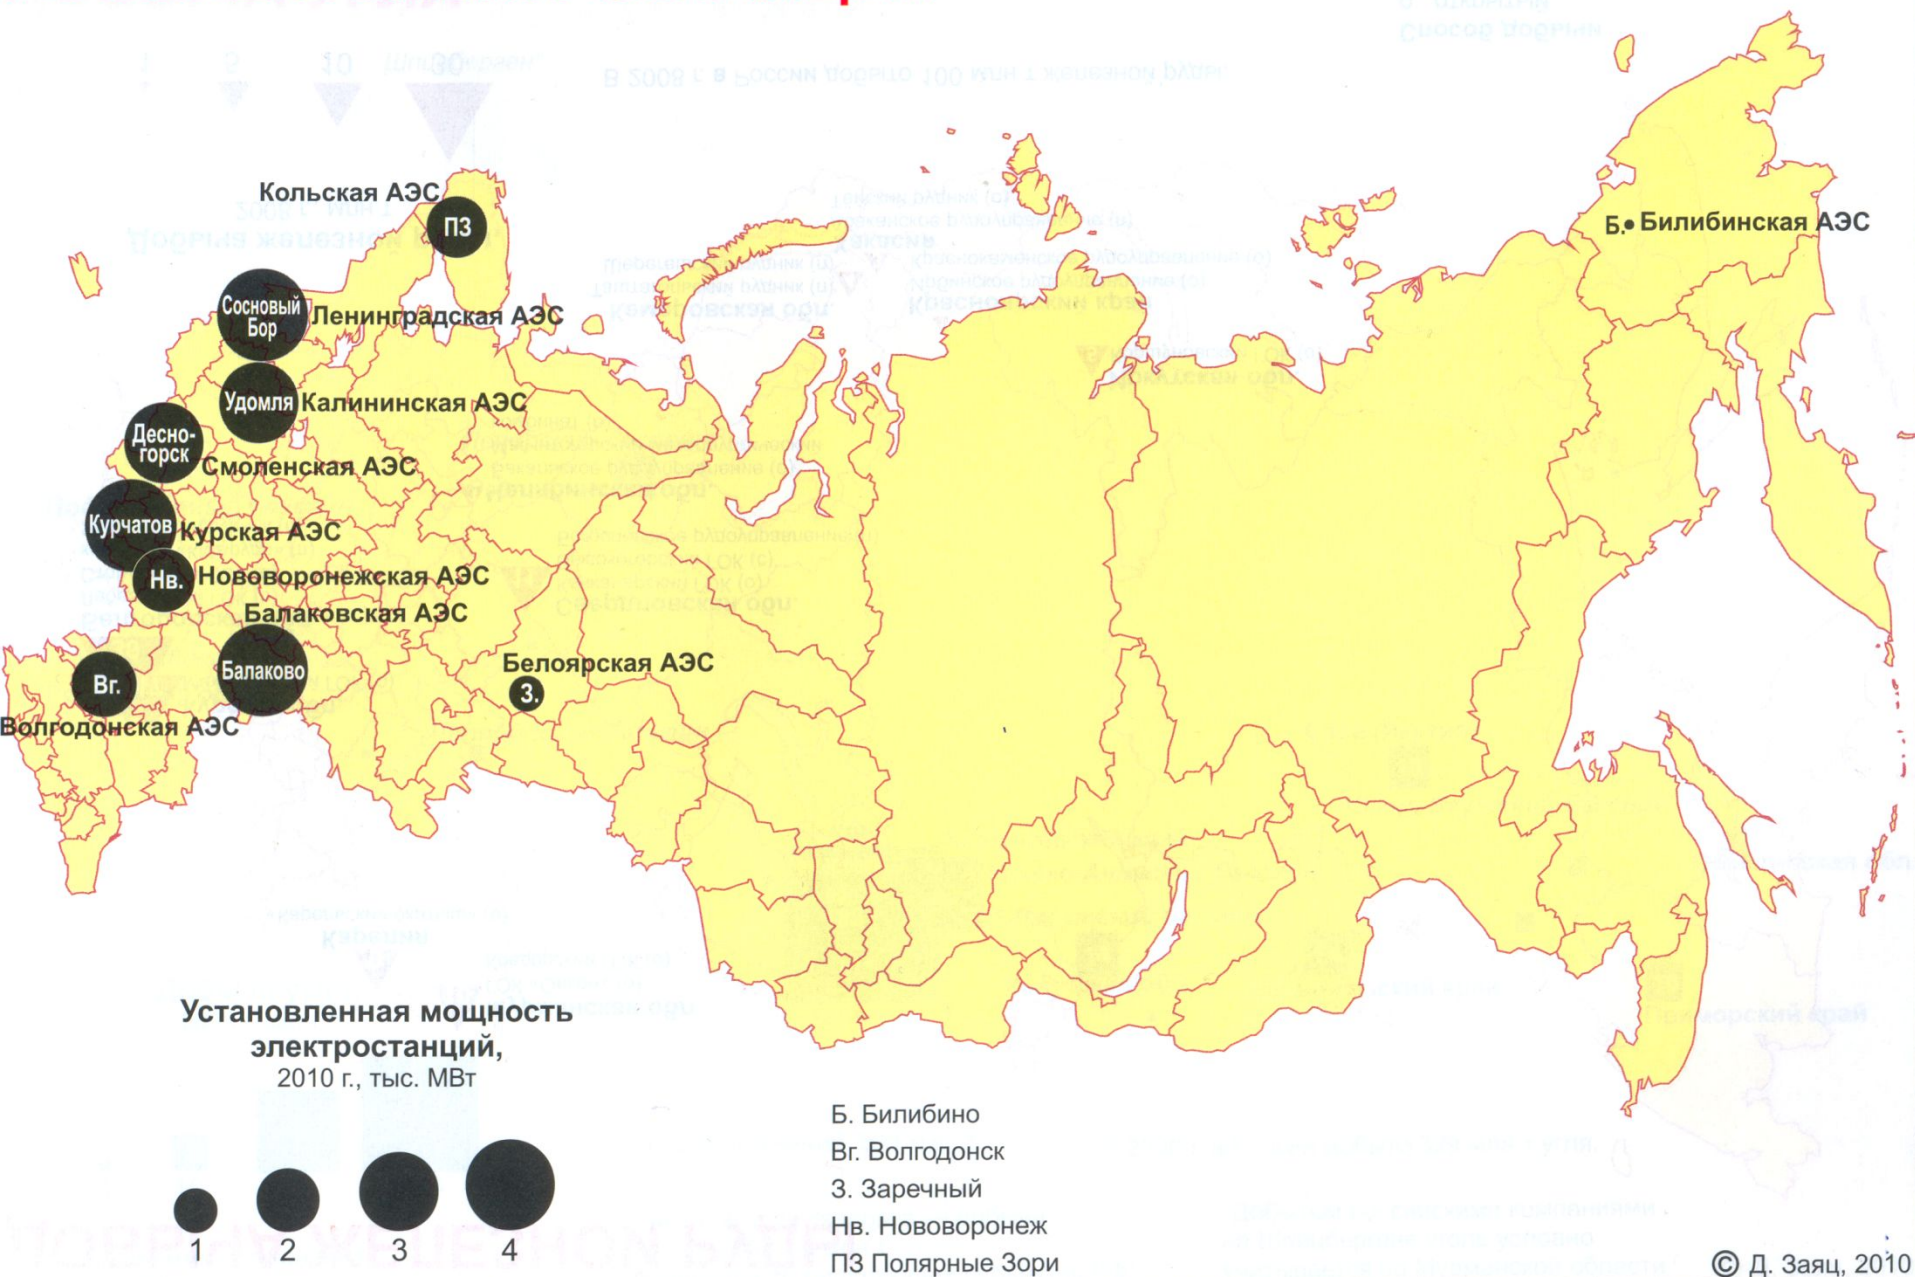 Кольская АЭС
ПЗ
Б. Билибинская АЭС
Сосновый
Бор
Ленинградская АЭС
Удомля
Калининская АЭС
Десно-
горск
Смоленская АЭС
Курчатов
Курская АЭС
Нв.
Нововоронежская АЭС
Балаковская АЭС
Балаково
Белоярская АЭС
З.
Вг.
Волгодонская АЭС
Установленная мощность
электростанций,
2010 г., тыс. МВт
1 2 3 4
Б. Билибино
Вг. Волгодонск
З. Заречный
Нв. Нововоронеж
ПЗ Полярные Зори
© Д. Заяц, 2010